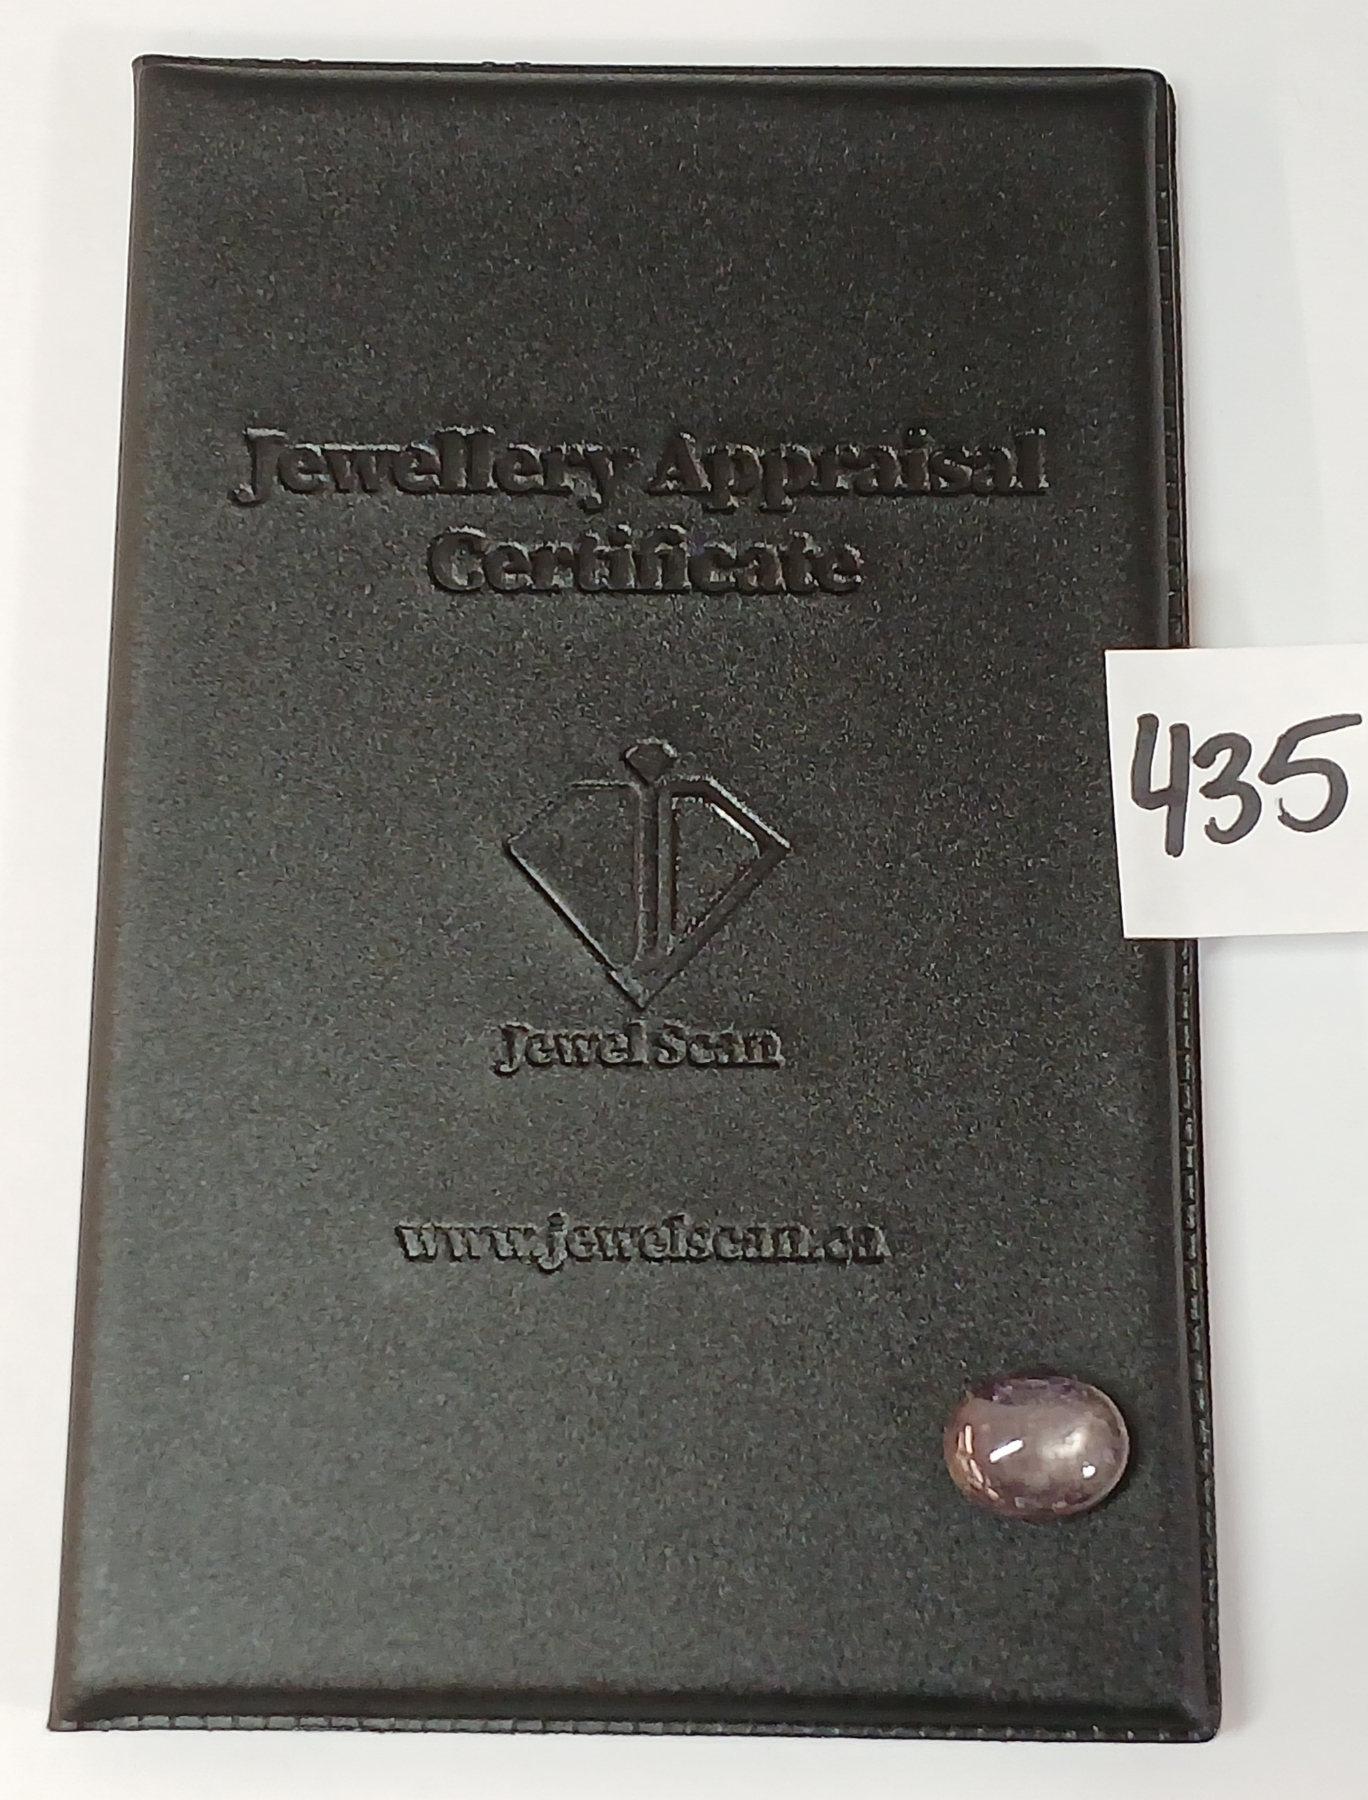 Jewellery Appraisal
Certificate
435
Jewel Scan
www.jewelscan.ca